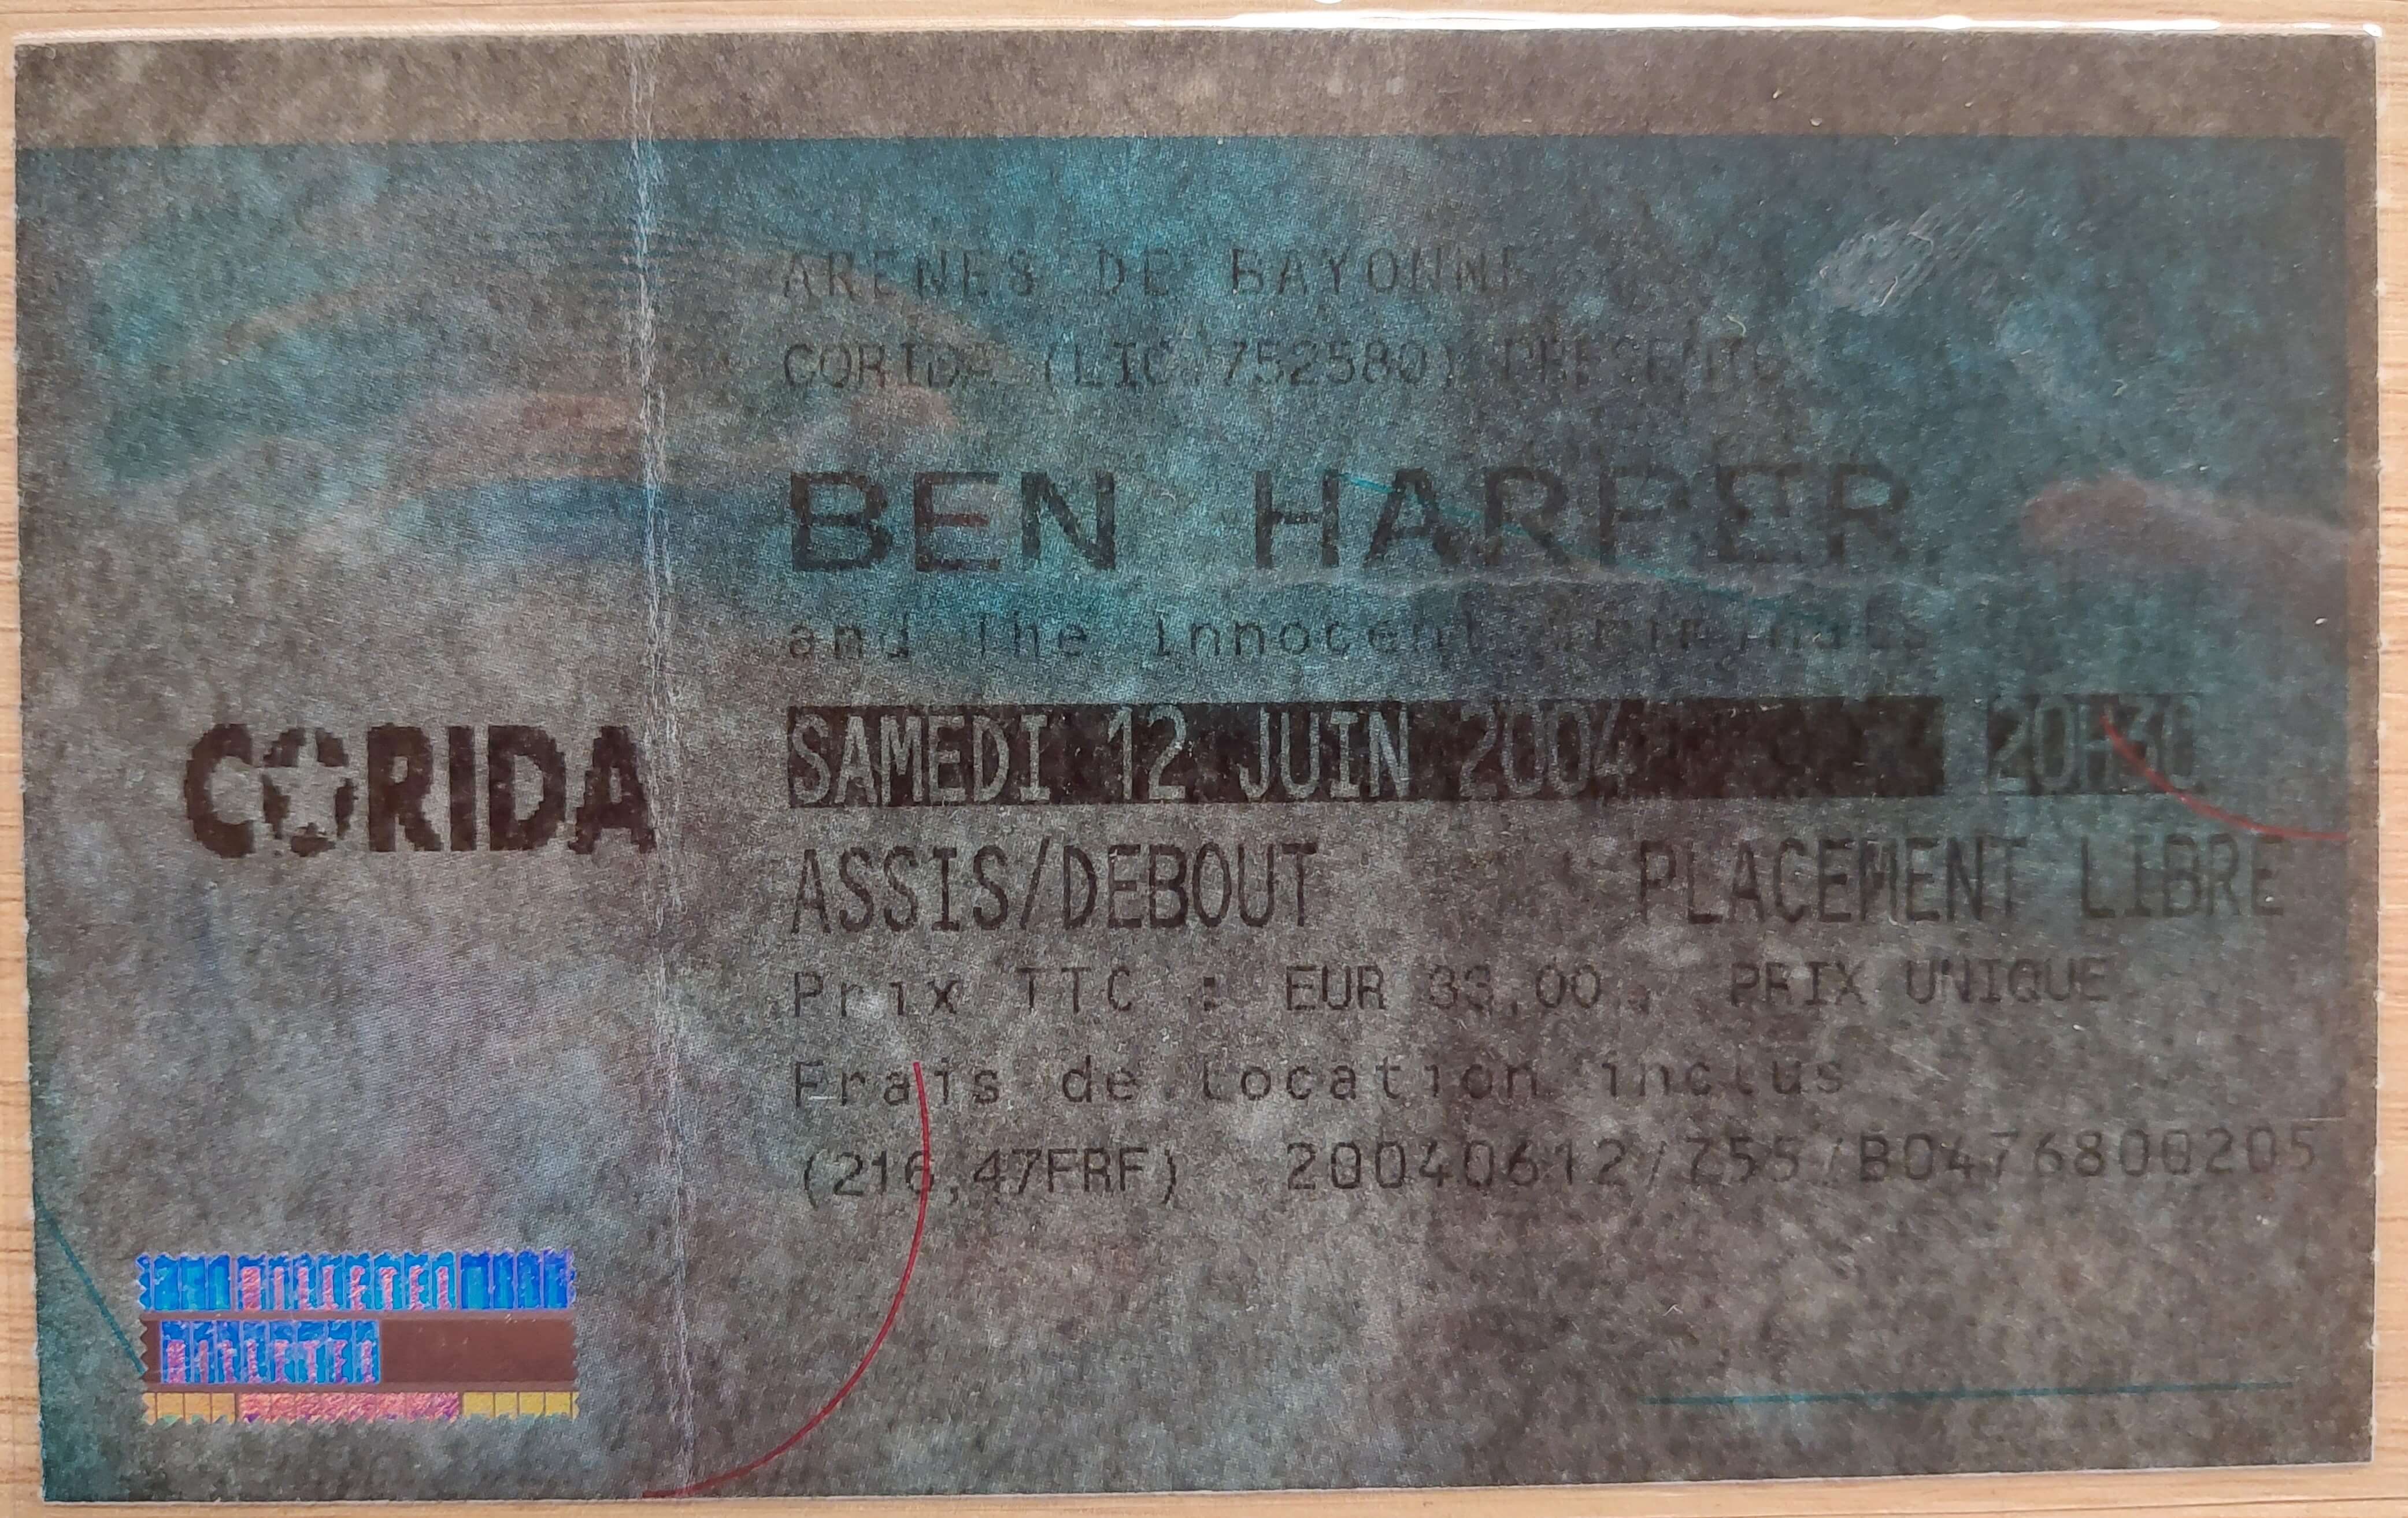 ARENES DE BAYONNE
CORIDA (LIC.752580) PRESENTE
BEN HARPER
and The Innocent Criminals
CORIDA
SAMEDI 12 JUIN 2004 20H30
ASSIS/DEBOUT PLACEMENT LIBRE
Prix TTC : EUR 33,00 PRIX UNIQUE
Frais de location inclus
(216,47FRF) 20040612/Z55/B0476800205
BILLETEL